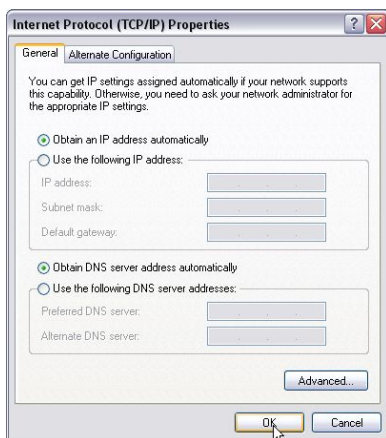 Internet Protocol (TCP/IP) Properties
General
Alternate Configuration
You can get IP settings assigned automatically if your network supports
this capability. Otherwise, you need to ask your network administrator for
the appropriate IP settings.
Obtain an IP address automatically
Use the following IP address:
IP address:
Subnet mask:
Default gateway:
Obtain DNS server address automatically
Use the following DNS server addresses:
Preferred DNS server:
Alternate DNS server:
Advanced...
OK
Cancel